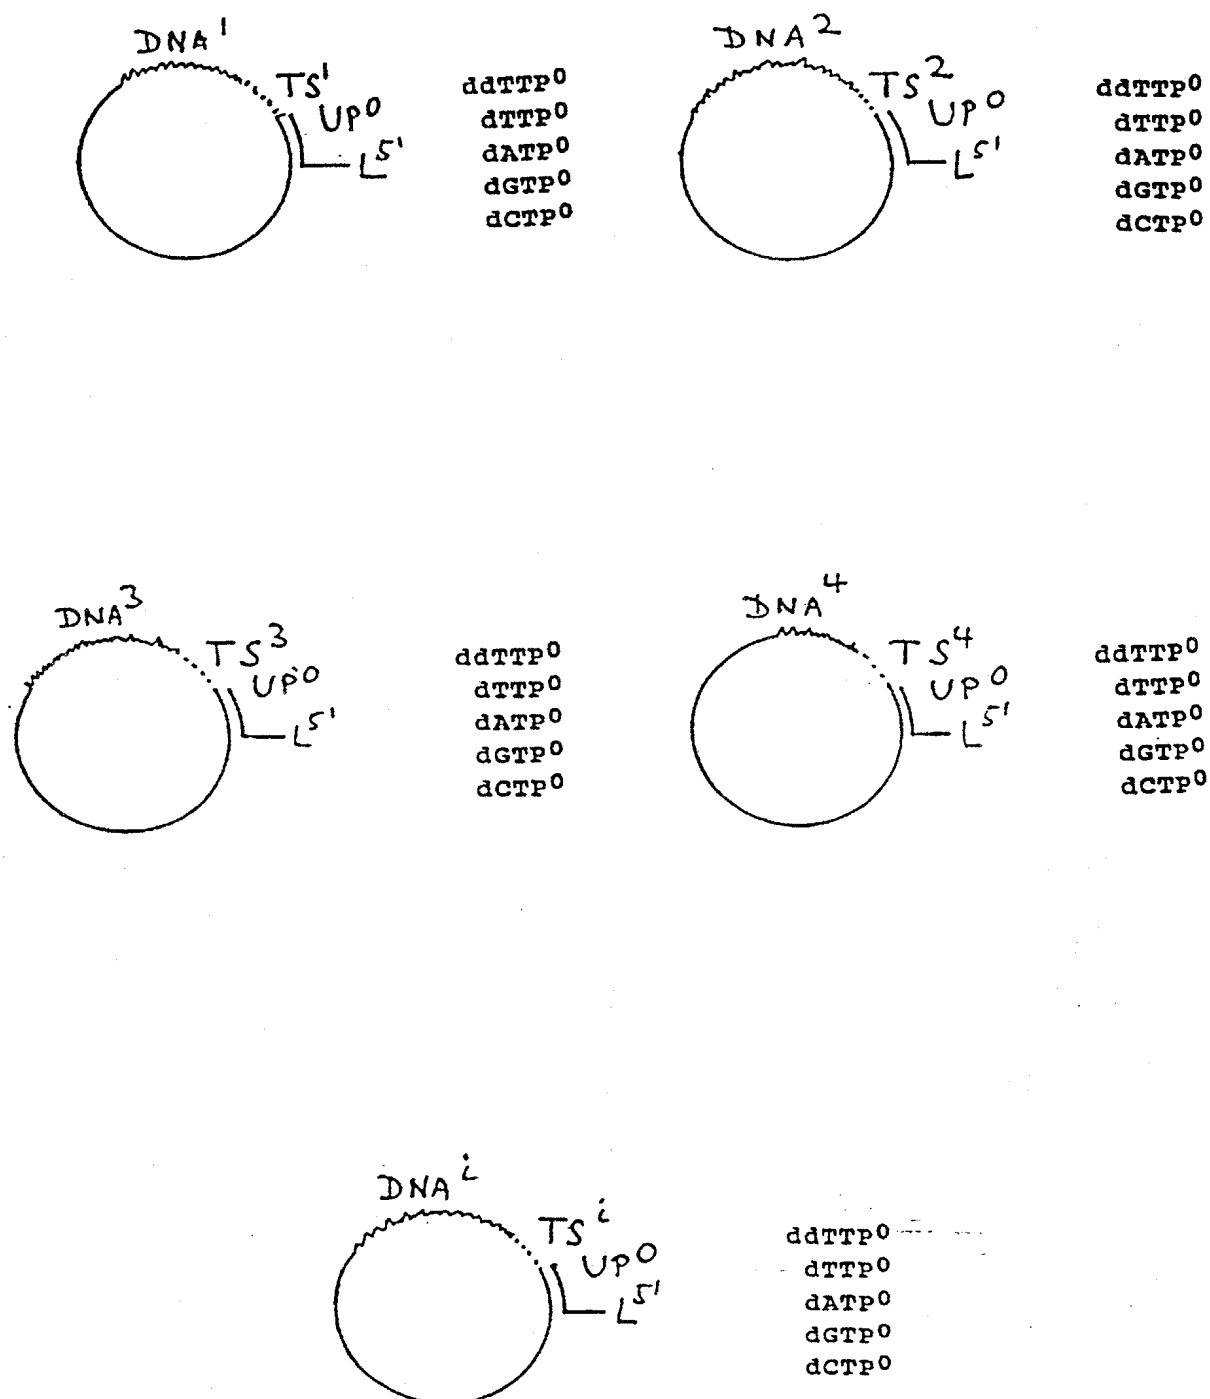 DNA¹
TS¹
UP⁰
L⁵'
ddTTP⁰
dTTP⁰
dATP⁰
dGTP⁰
dCTP⁰
DNA²
TS²
UP⁰
L⁵'
ddTTP⁰
dTTP⁰
dATP⁰
dGTP⁰
dCTP⁰
DNA³
TS³
UP⁰
L⁵'
ddTTP⁰
dTTP⁰
dATP⁰
dGTP⁰
dCTP⁰
DNA⁴
TS⁴
UP⁰
L⁵'
ddTTP⁰
dTTP⁰
dATP⁰
dGTP⁰
dCTP⁰
DNAⁱ
TSⁱ
UP⁰
L⁵'
ddTTP⁰
dTTP⁰
dATP⁰
dGTP⁰
dCTP⁰